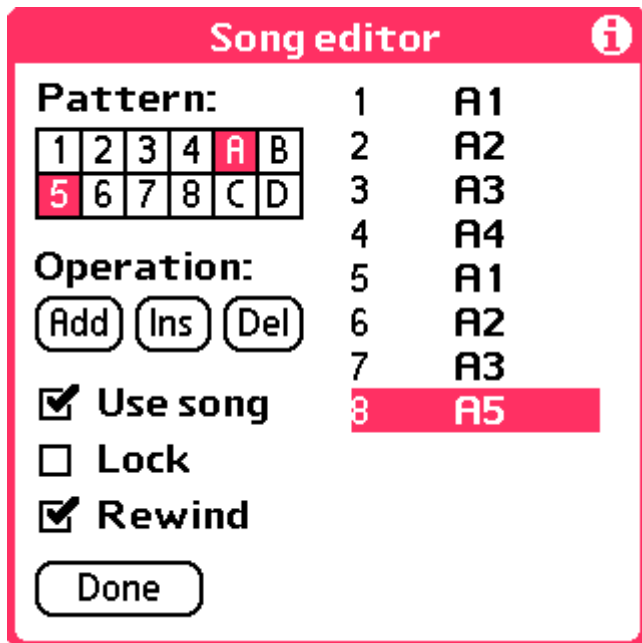 Song editor i
Pattern:
1 2 3 4 A B
5 6 7 8 C D
Operation:
Add Ins Del
Use song
Lock
Rewind
Done
1 A1
2 A2
3 A3
4 A4
5 A1
6 A2
7 A3
8 A5